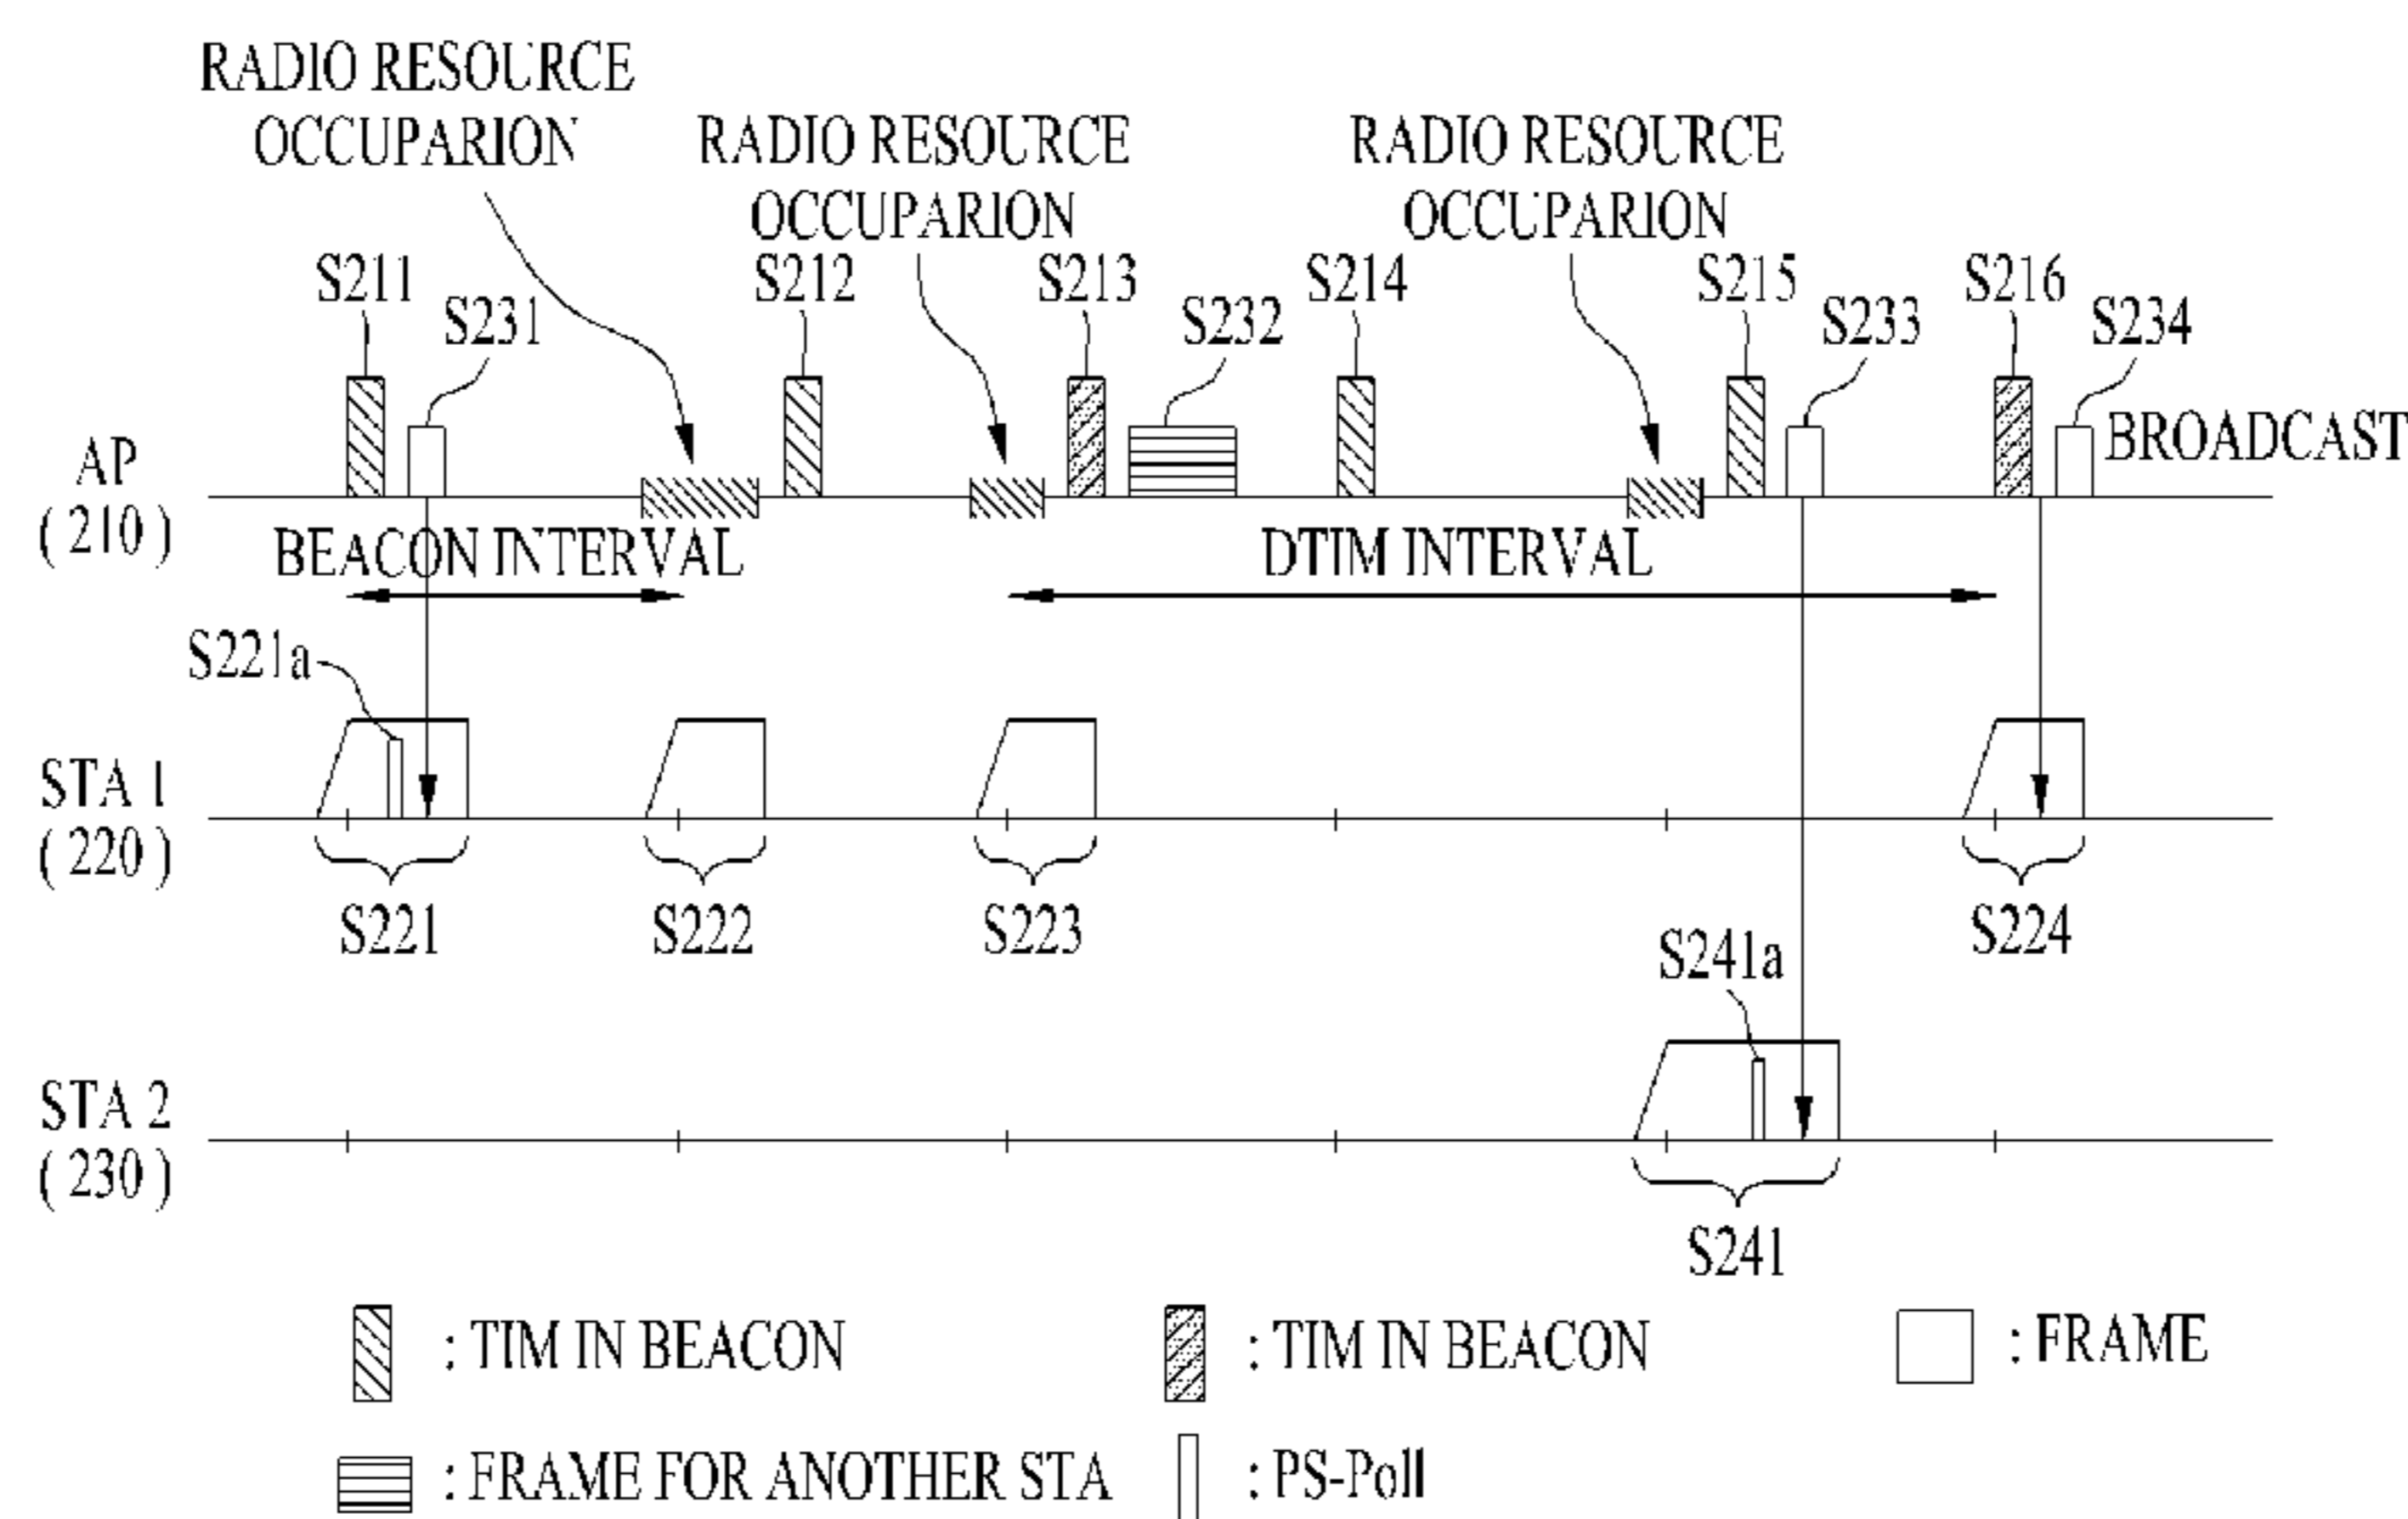 RADIO RESOURCE
OCCUPARION
RADIO RESOURCE
OCCUPARION
RADIO RESOURCE
OCCUPARION
S211
S231
S212
S213
S232
S214
S215
S233
S216
S234
AP
(210)
BROADCAST
BEACON INTERVAL
DTIM INTERVAL
S221a
STA 1
(220)
S221
S222
S223
S224
S241a
STA 2
(230)
S241
: TIM IN BEACON
: TIM IN BEACON
: FRAME
: FRAME FOR ANOTHER STA
: PS-Poll